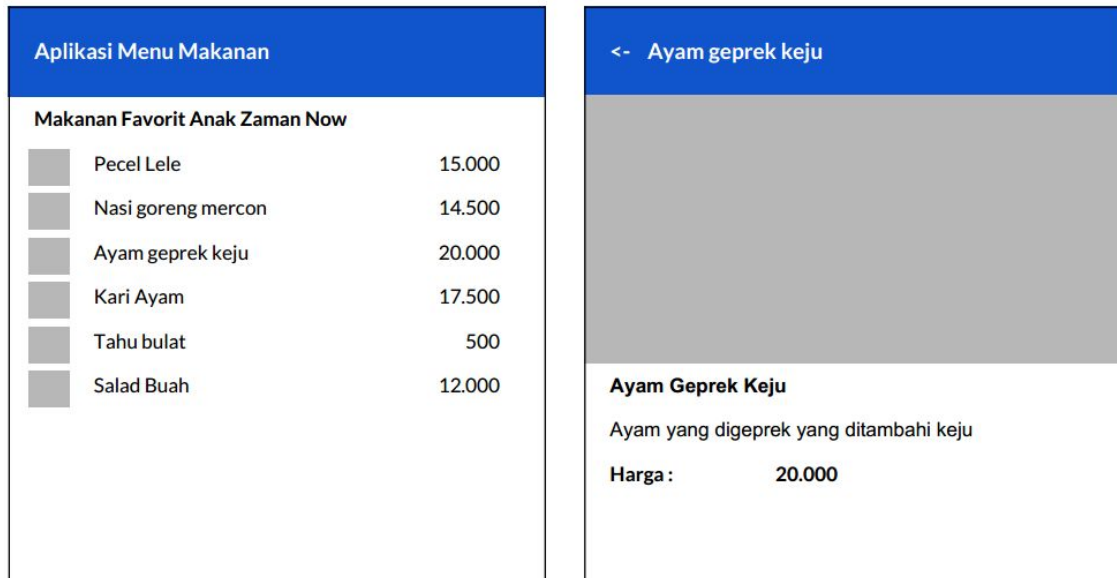 Aplikasi Menu Makanan
Makanan Favorit Anak Zaman Now
Pecel Lele 15.000
Nasi goreng mercon 14.500
Ayam geprek keju 20.000
Kari Ayam 17.500
Tahu bulat 500
Salad Buah 12.000
<- Ayam geprek keju
Ayam Geprek Keju
Ayam yang digeprek yang ditambahi keju
Harga : 20.000